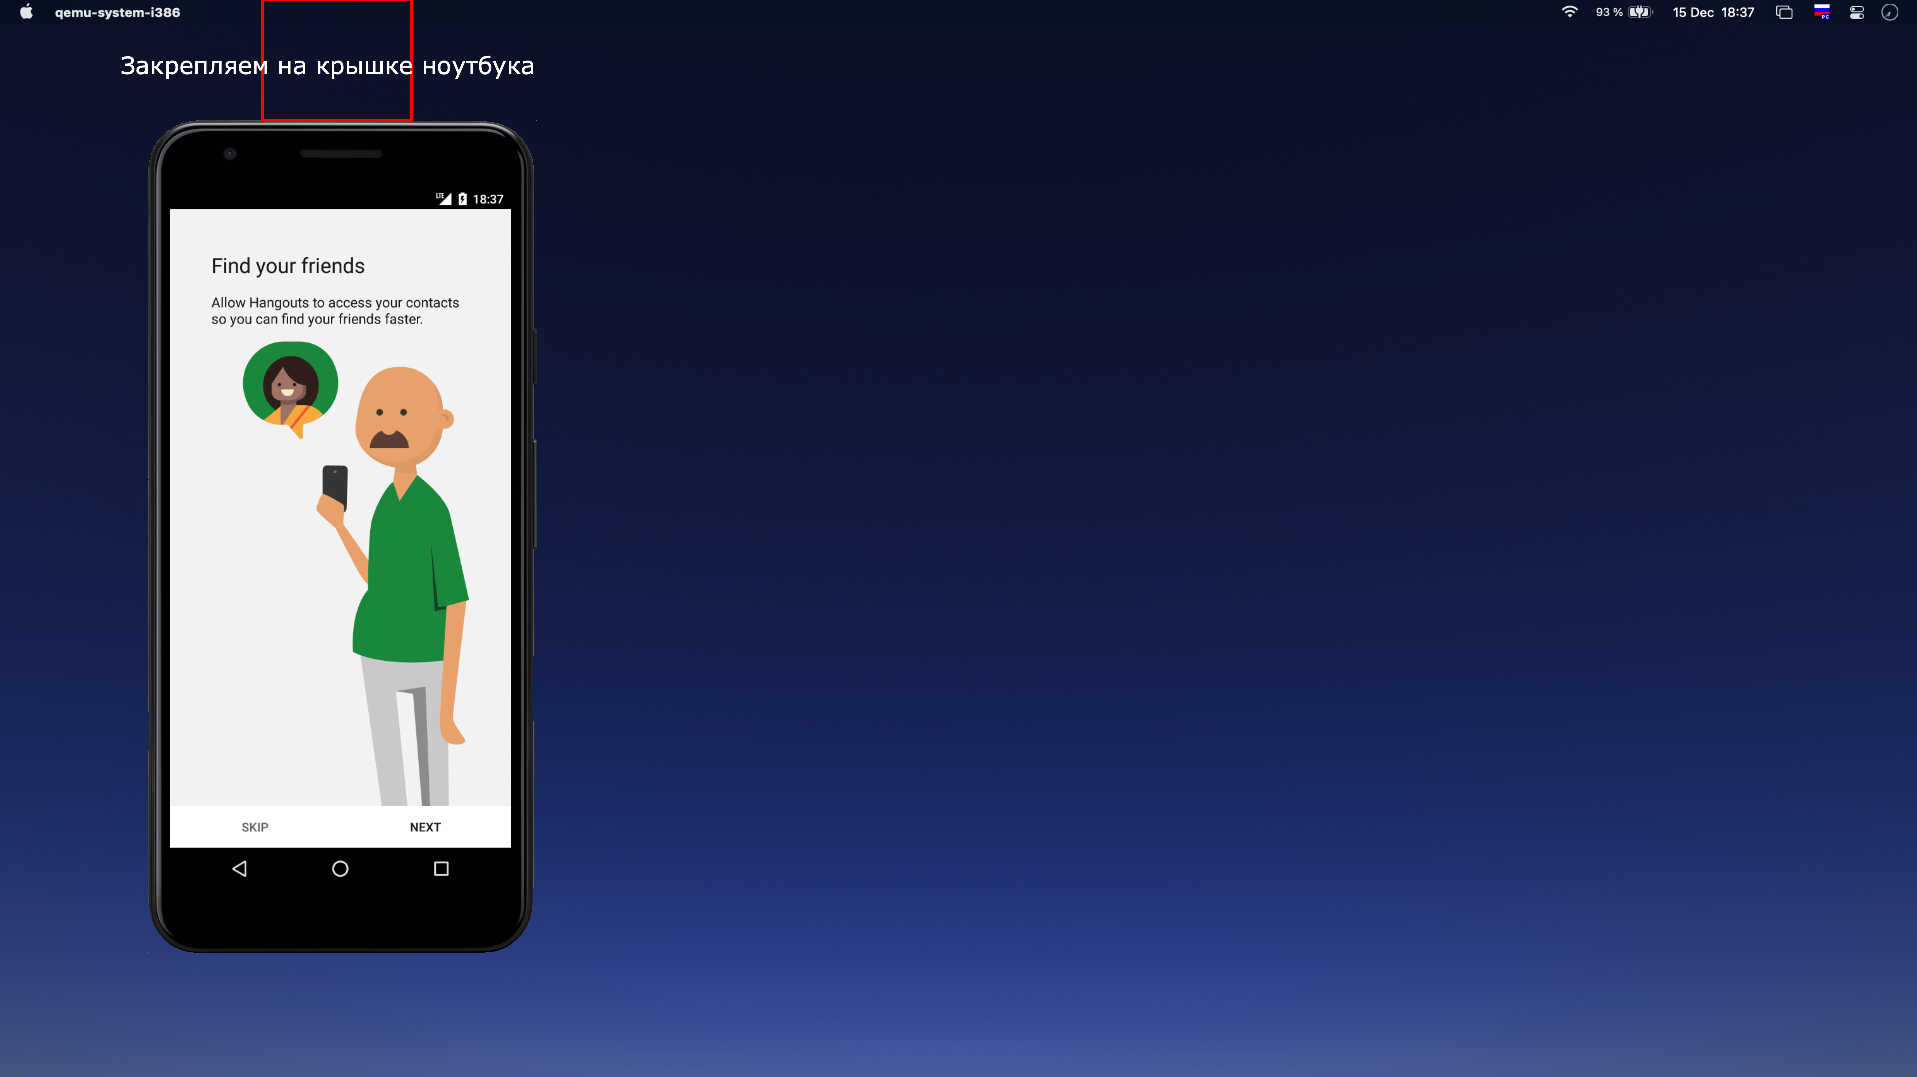 qemu-system-i386
93 %
15 Dec 18:37
РС
Закрепляем на крышке ноутбука
LTE
18:37
Find your friends
Allow Hangouts to access your contacts
so you can find your friends faster.
SKIP
NEXT